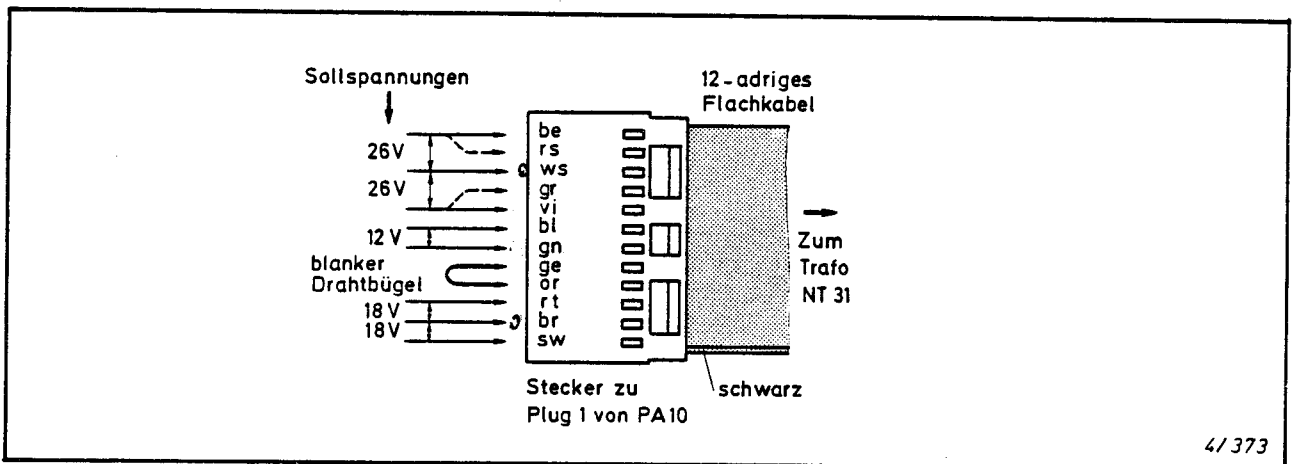 Sollspannungen
12-adriges
Flachkabel
be
rs
26V
ws
26V
gr
vi
bl
12 V
gn
blanker
Drahtbügel
ge
or
rt
18 V
br
18V
sw
Zum
Trafo
NT 31
Stecker zu
Plug 1 von PA10
schwarz
4/373